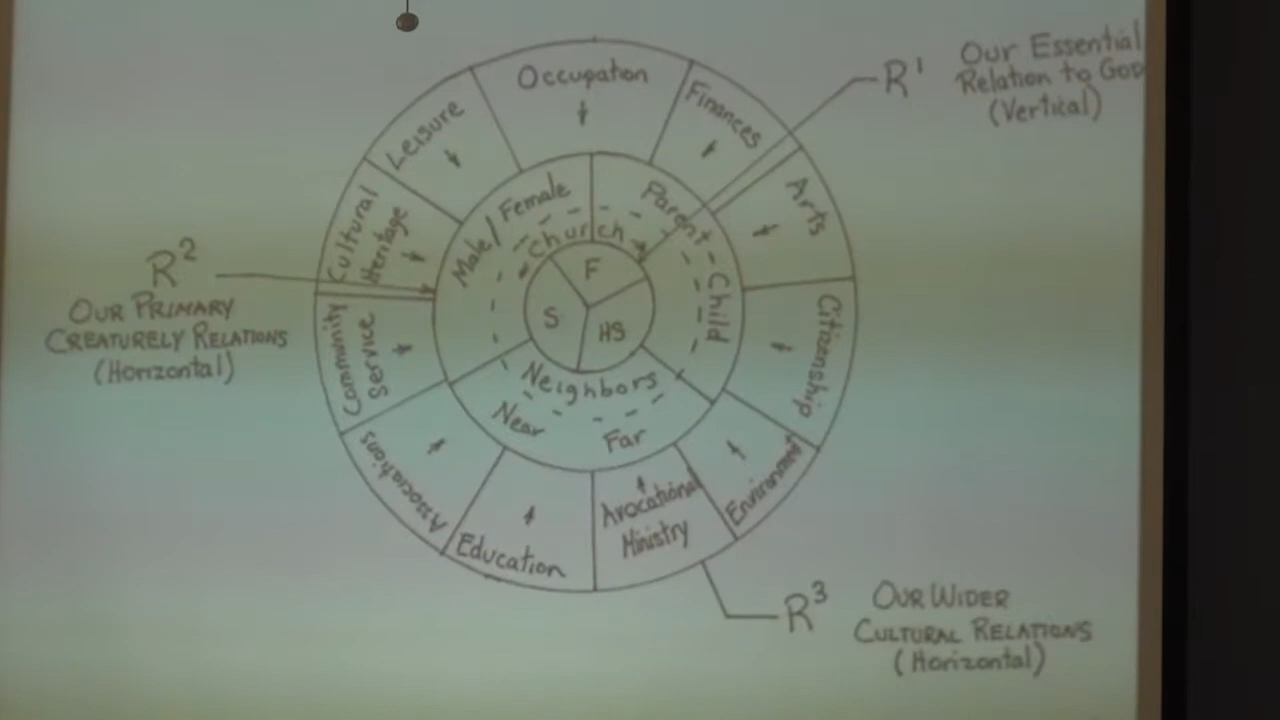 R¹ Our Essential
Relation to God
(Vertical)
R²
Our Primary
Creaturely Relations
(Horizontal)
R³ Our Wider
Cultural Relations
(Horizontal)
Occupation
Finances
Arts
Citizenship
Environment
Avocational
Ministry
Education
Associations
Community
Service
Cultural
Heritage
Leisure
Male/Female
Parent
Child
Church
Neighbors
Near
Far
F
S
HS